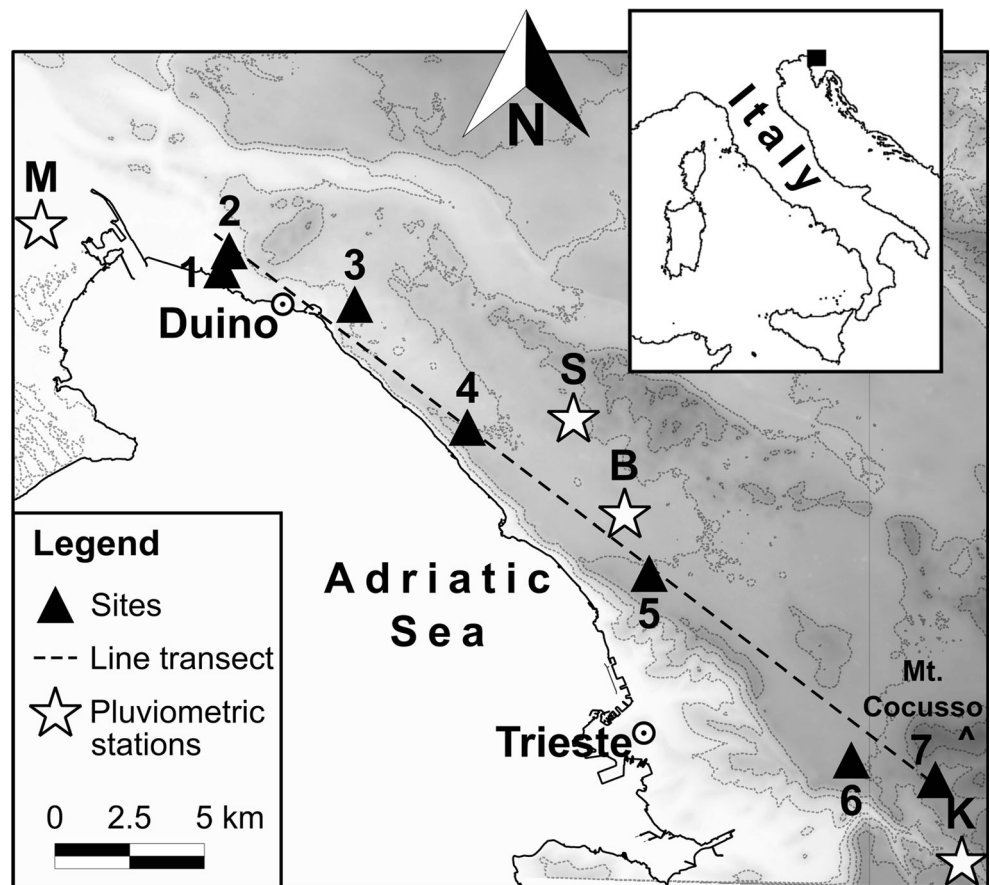 N
Italy
M
2
1
3
Duino
4
S
B
Adriatic
Sea
5
Mt.
Cocusso
^
7
6
K
Trieste
Legend
Sites
Line transect
Pluviometric
stations
0 2.5 5 km